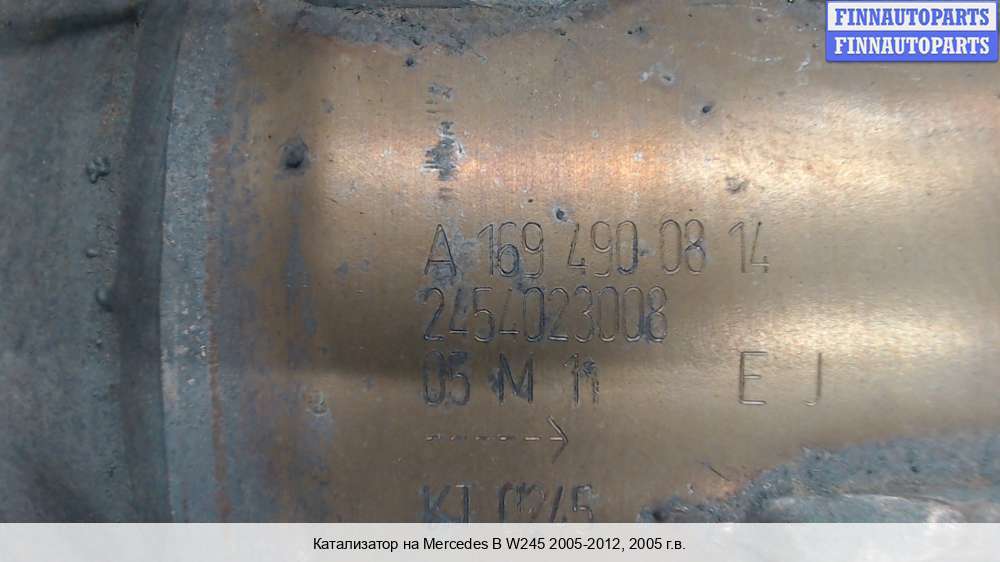 FINNAUTOPARTS
FINNAUTOPARTS
A 169 490 08 14
2454023008
05 M 11 E J
Катализатор на Mercedes B W245 2005-2012, 2005 г.в.